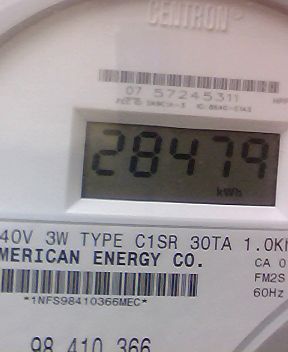 CENTRON®
07 57245311
28479
kWh
40V 3W TYPE C1SR 30TA 1.0Kh
MERICAN ENERGY CO.
CA 0
FM2S
60Hz
*1NFS98410366MEC*
98 410 366